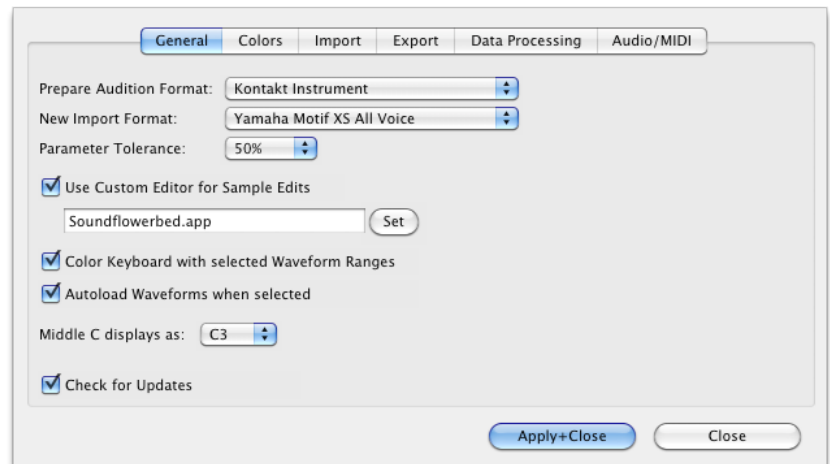 General Colors Import Export Data Processing Audio/MIDI
Prepare Audition Format: Kontakt Instrument
New Import Format: Yamaha Motif XS All Voice
Parameter Tolerance: 50%
Use Custom Editor for Sample Edits
Soundflowerbed.app Set
Color Keyboard with selected Waveform Ranges
Autoload Waveforms when selected
Middle C displays as: C3
Check for Updates
Apply+Close Close